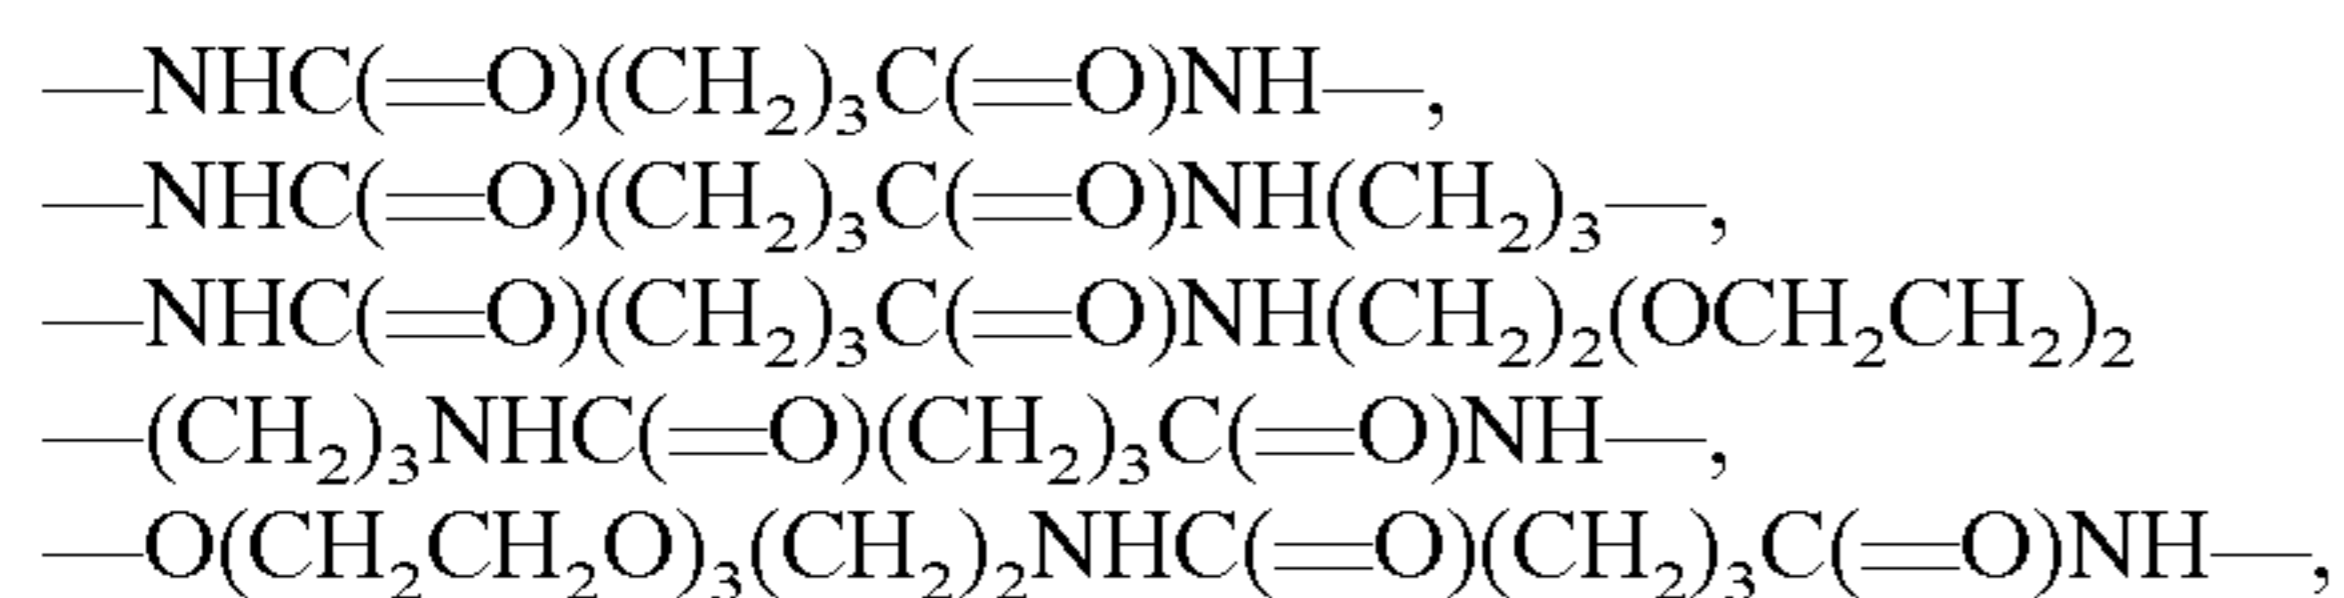 —NHC(═O)(CH₂)₃C(═O)NH—,
—NHC(═O)(CH₂)₃C(═O)NH(CH₂)₃—,
—NHC(═O)(CH₂)₃C(═O)NH(CH₂)₂(OCH₂CH₂)₂
—(CH₂)₃NHC(═O)(CH₂)₃C(═O)NH—,
—O(CH₂CH₂O)₃(CH₂)₂NHC(═O)(CH₂)₃C(═O)NH—,